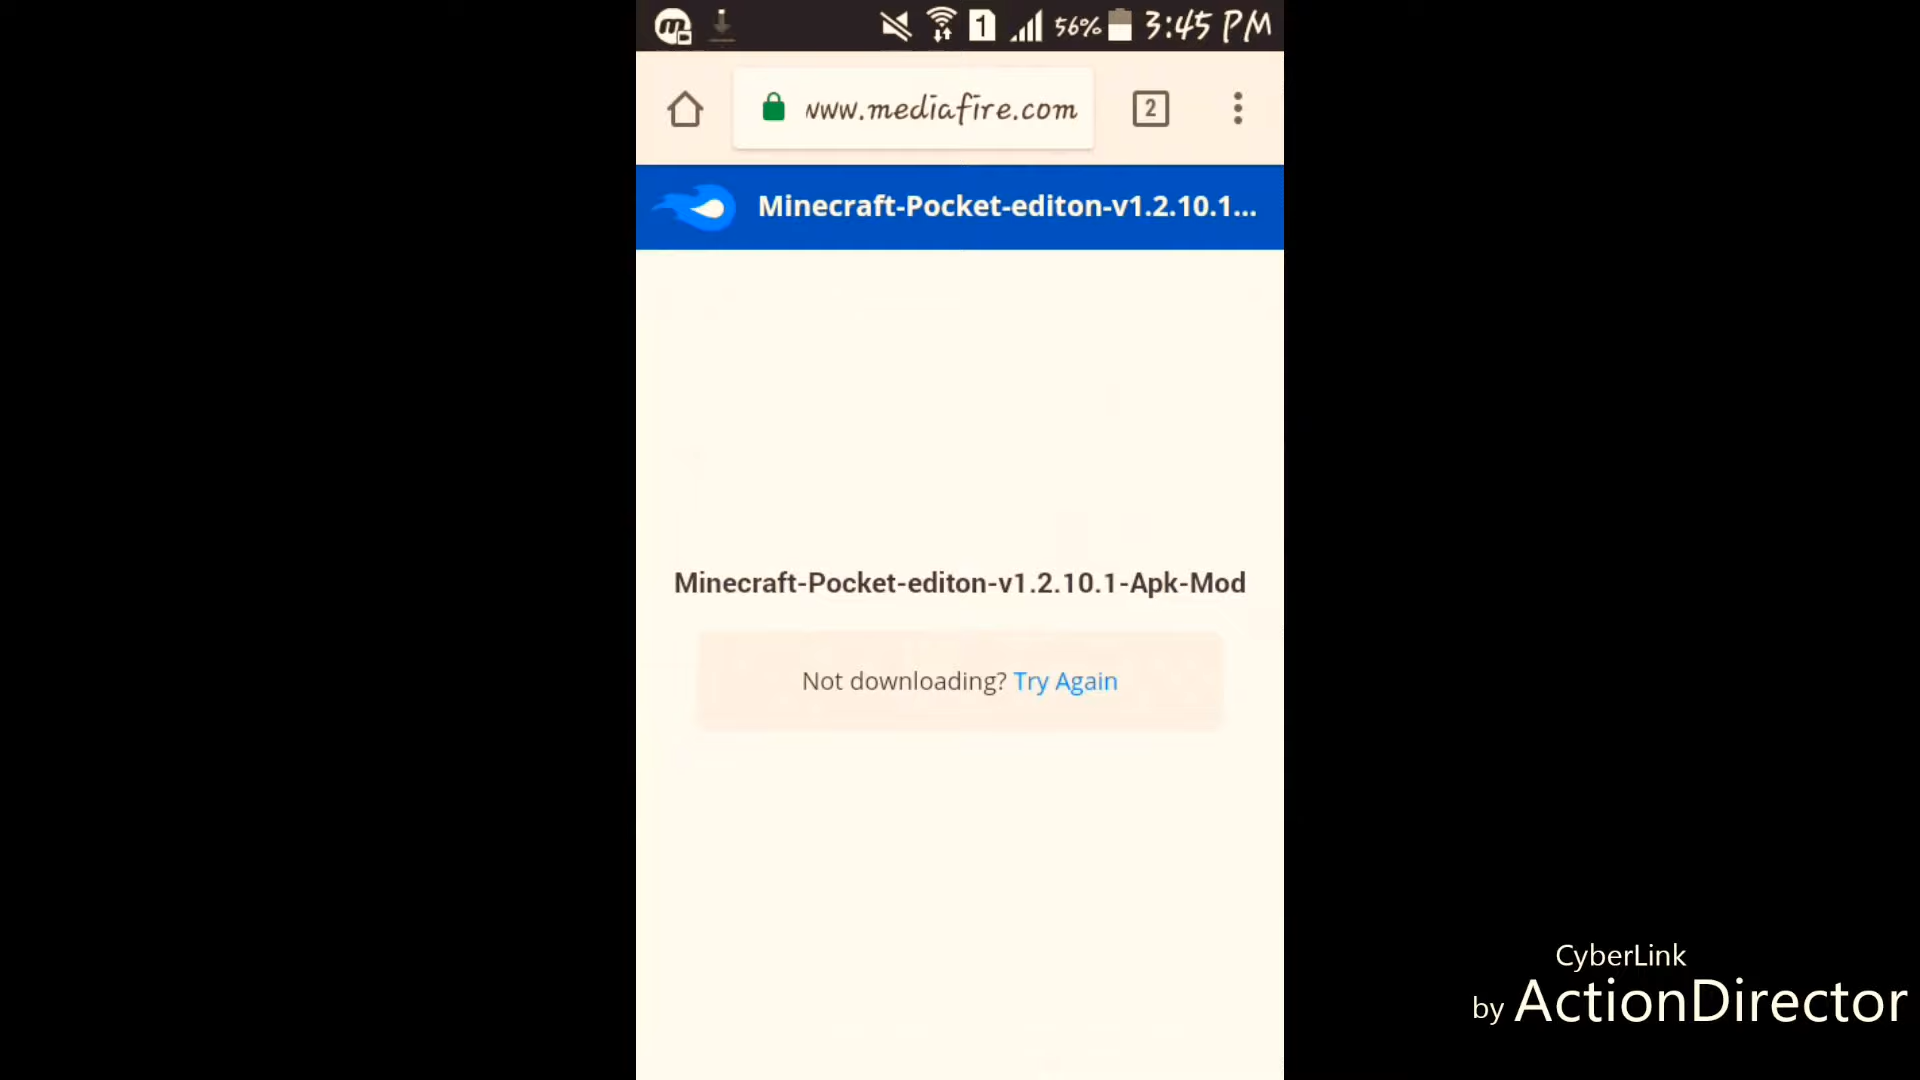 m
1 56% 3:45 PM
www.mediafire.com
2
Minecraft-Pocket-editon-v1.2.10.1...
Minecraft-Pocket-editon-v1.2.10.1-Apk-Mod
Not downloading? Try Again
CyberLink
by ActionDirector